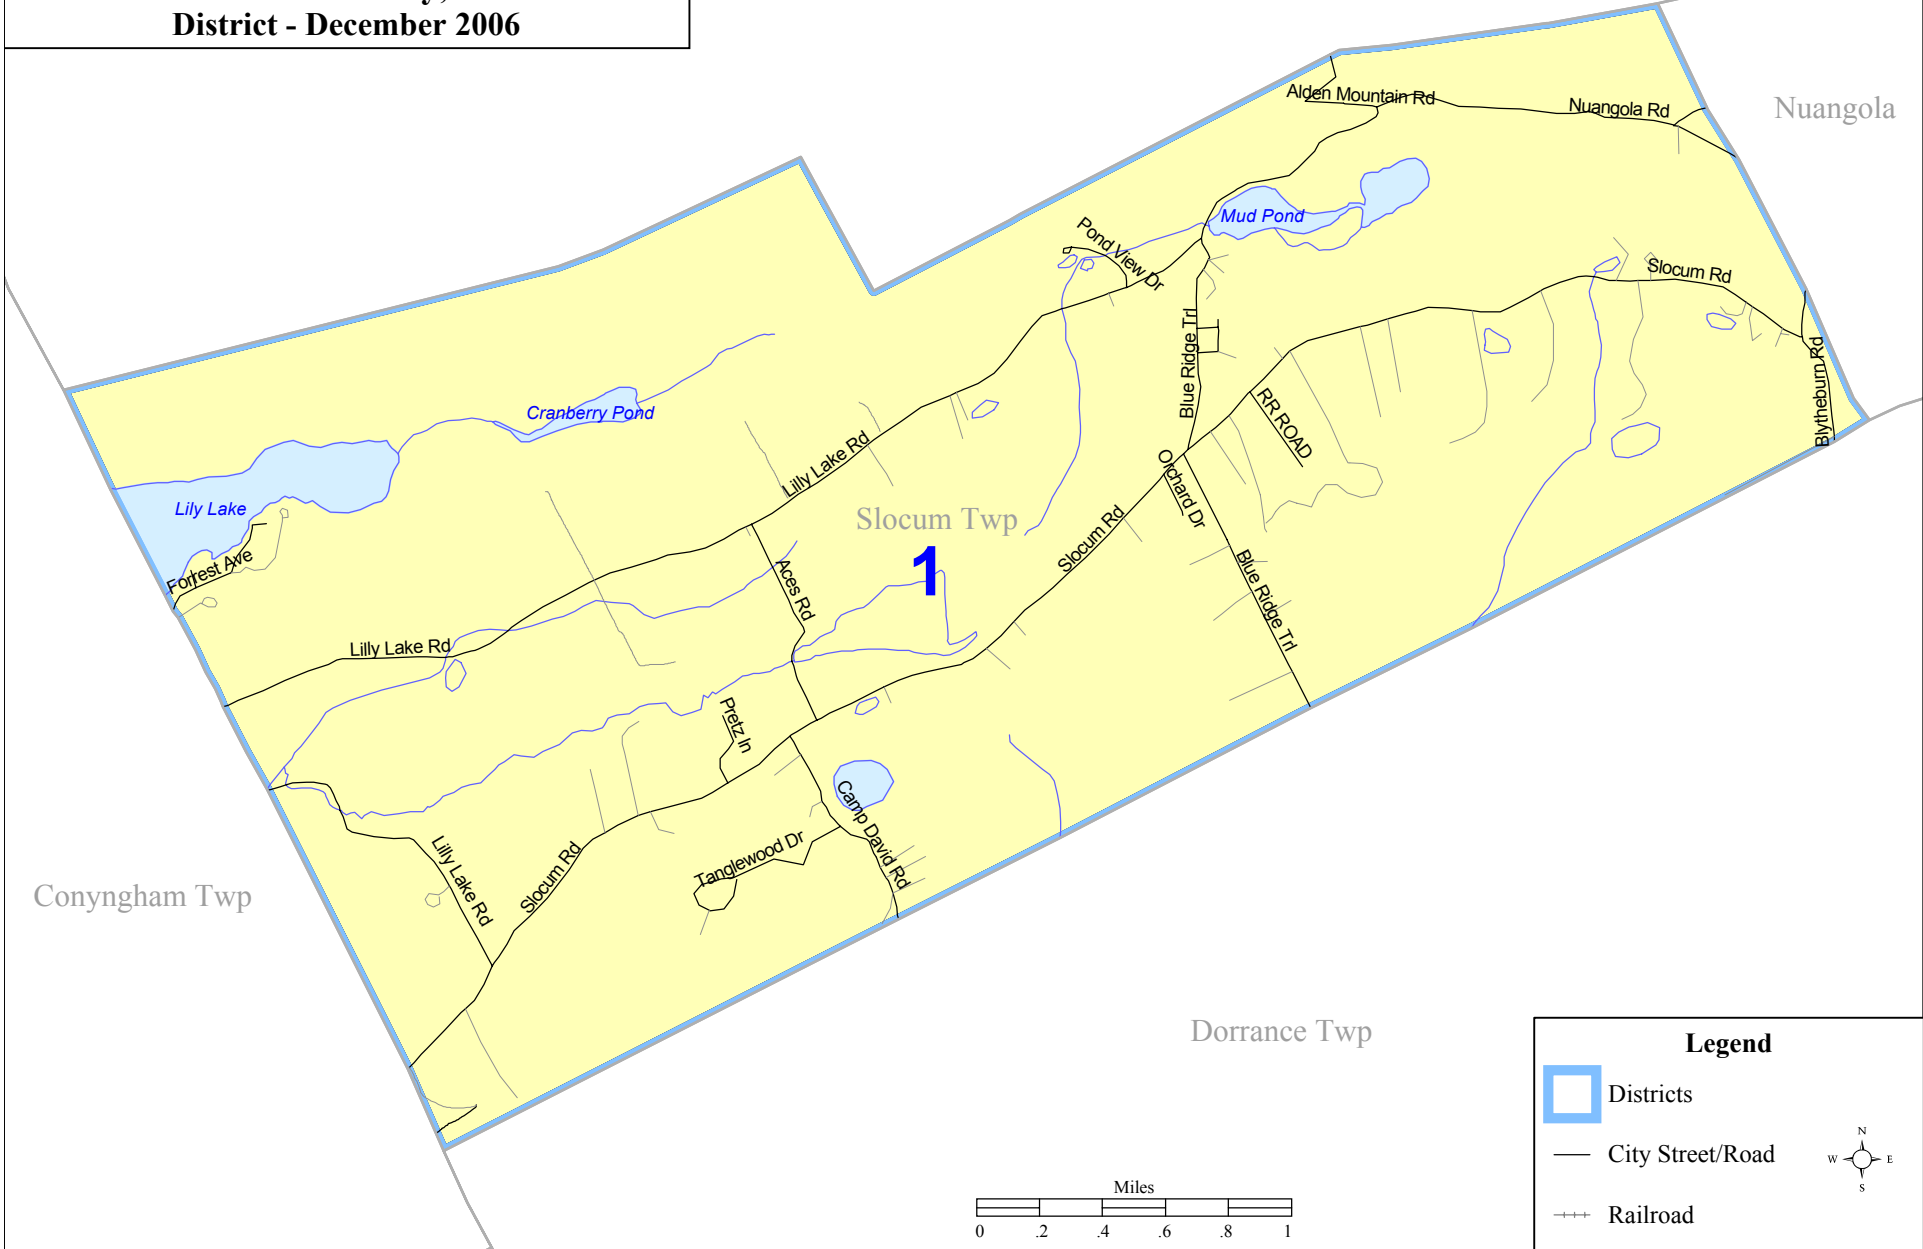 District - December 2006
Nuangola
Alden Mountain Rd
Nuangola Rd
Mud Pond
Pond View Dr
Slocum Rd
Blue Ridge Trl
Blytheburn Rd
RR ROAD
Cranberry Pond
Lilly Lake Rd
Orchard Dr
Lily Lake
Slocum Twp
1
Slocum Rd
Forrest Ave
Aces Rd
Blue Ridge Trl
Lilly Lake Rd
Pretz ln
Camp David Rd
Tanglewood Dr
Lilly Lake Rd
Slocum Rd
Conyngham Twp
Dorrance Twp
Legend
Districts
City Street/Road
Railroad
N
W E
S
Miles
0 .2 .4 .6 .8 1